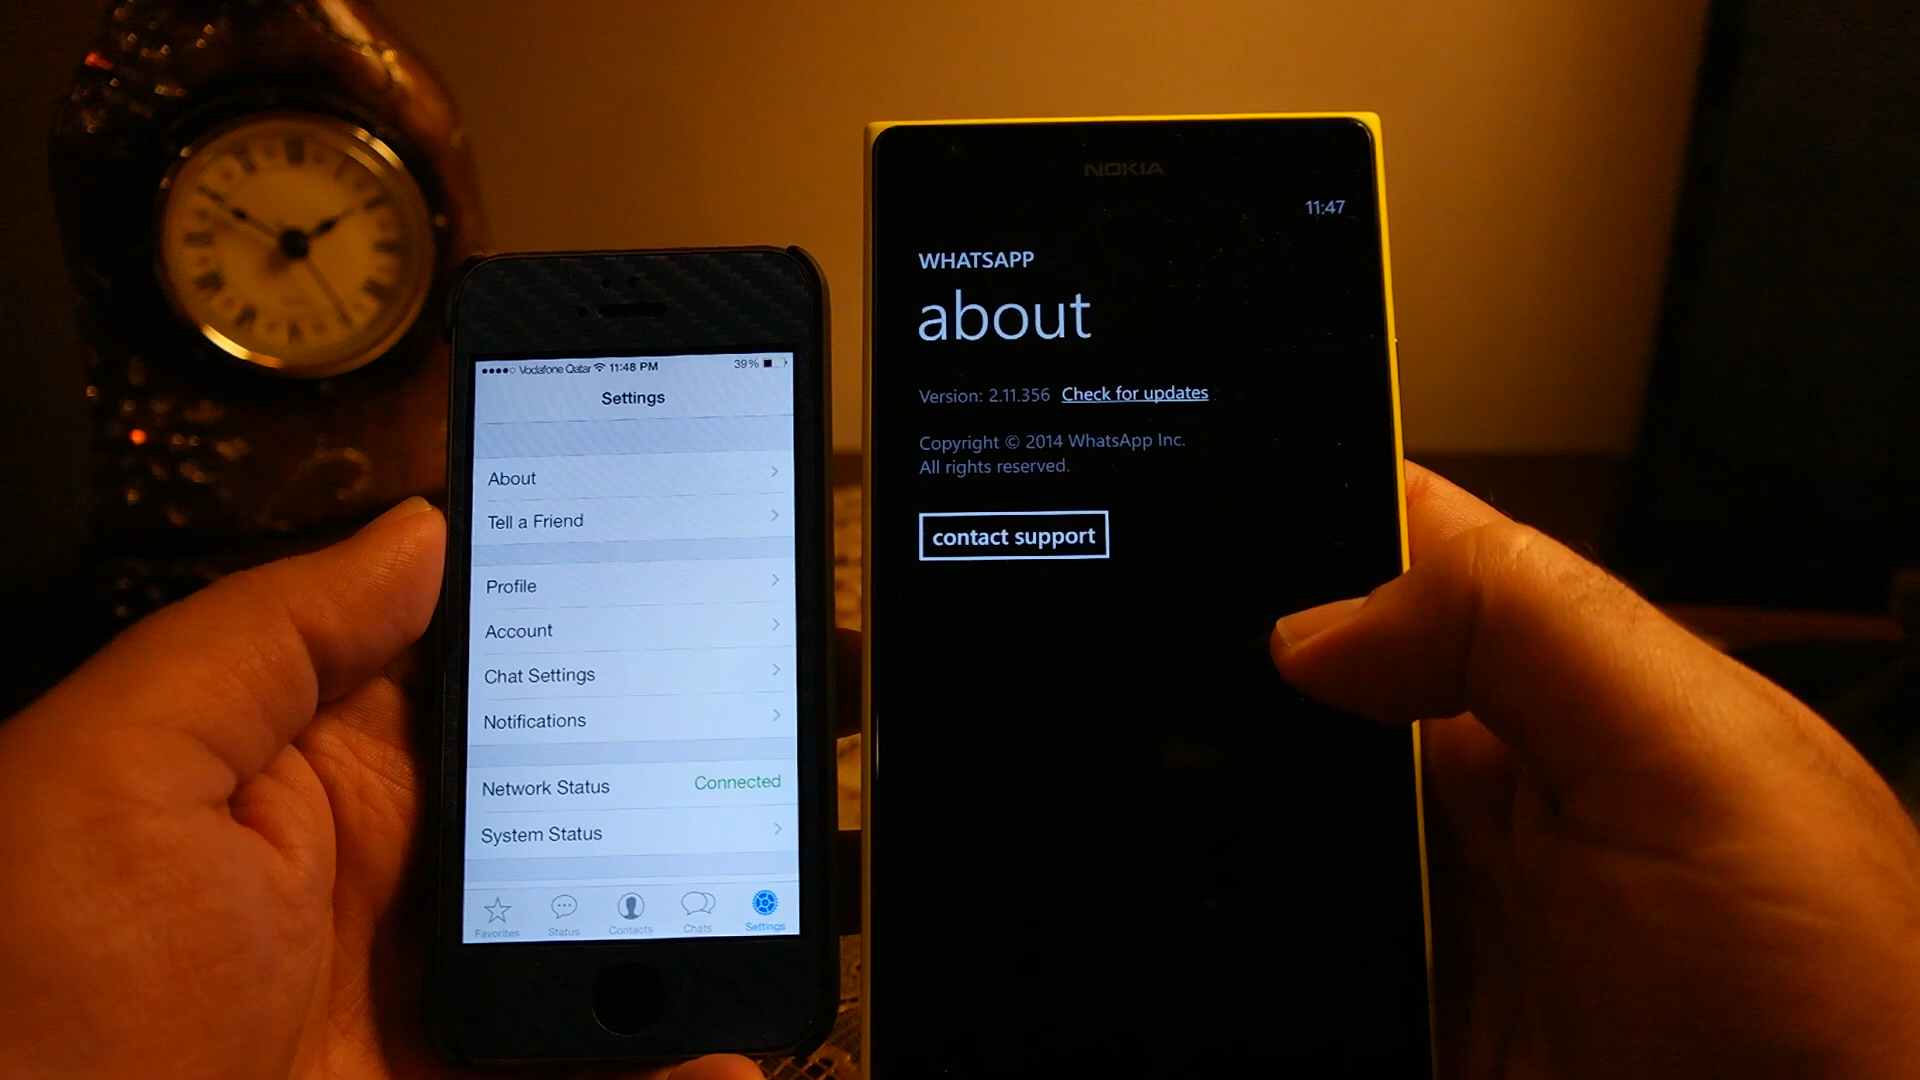 ●●●●○ Vodafone Qatar 11:48 PM 39%
Settings
About
Tell a Friend
Profile
Account
Chat Settings
Notifications
Network Status Connected
System Status
Favorites Status Contacts Chats Settings
NOKIA
11:47
WHATSAPP
about
Version: 2.11.356 Check for updates
Copyright © 2014 WhatsApp Inc.
All rights reserved.
contact support